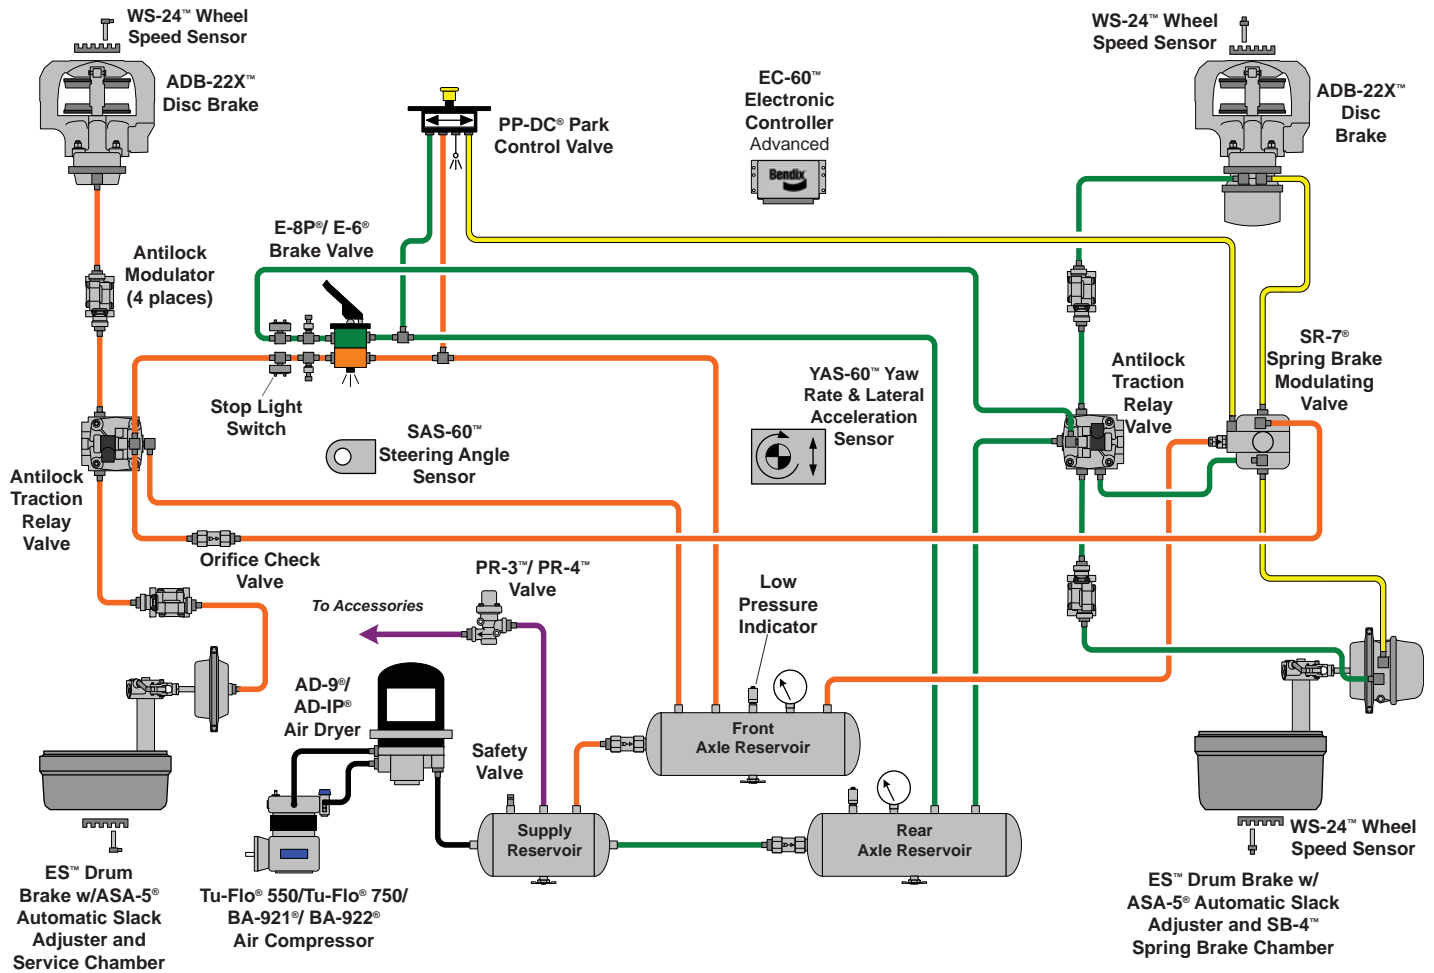 WS-24™ Wheel
Speed Sensor
ADB-22X™
Disc Brake
PP-DC® Park
Control Valve
EC-60™
Electronic
Controller
Advanced
Bendix
WS-24™ Wheel
Speed Sensor
ADB-22X™
Disc
Brake
E-8P®/ E-6®
Brake Valve
Antilock
Modulator
(4 places)
Stop Light
Switch
SAS-60™
Steering Angle
Sensor
YAS-60™ Yaw
Rate & Lateral
Acceleration
Sensor
Antilock
Traction
Relay
Valve
SR-7®
Spring Brake
Modulating
Valve
Antilock
Traction
Relay
Valve
Orifice Check
Valve
PR-3™/ PR-4™
Valve
To Accessories
Low
Pressure
Indicator
AD-9®/
AD-IP®
Air Dryer
Safety
Valve
Front
Axle Reservoir
Supply
Reservoir
Rear
Axle Reservoir
ES™ Drum
Brake w/ASA-5®
Automatic Slack
Adjuster and
Service Chamber
Tu-Flo® 550/Tu-Flo® 750/
BA-921®/ BA-922®
Air Compressor
WS-24™ Wheel
Speed Sensor
ES™ Drum Brake w/
ASA-5® Automatic Slack
Adjuster and SB-4™
Spring Brake Chamber